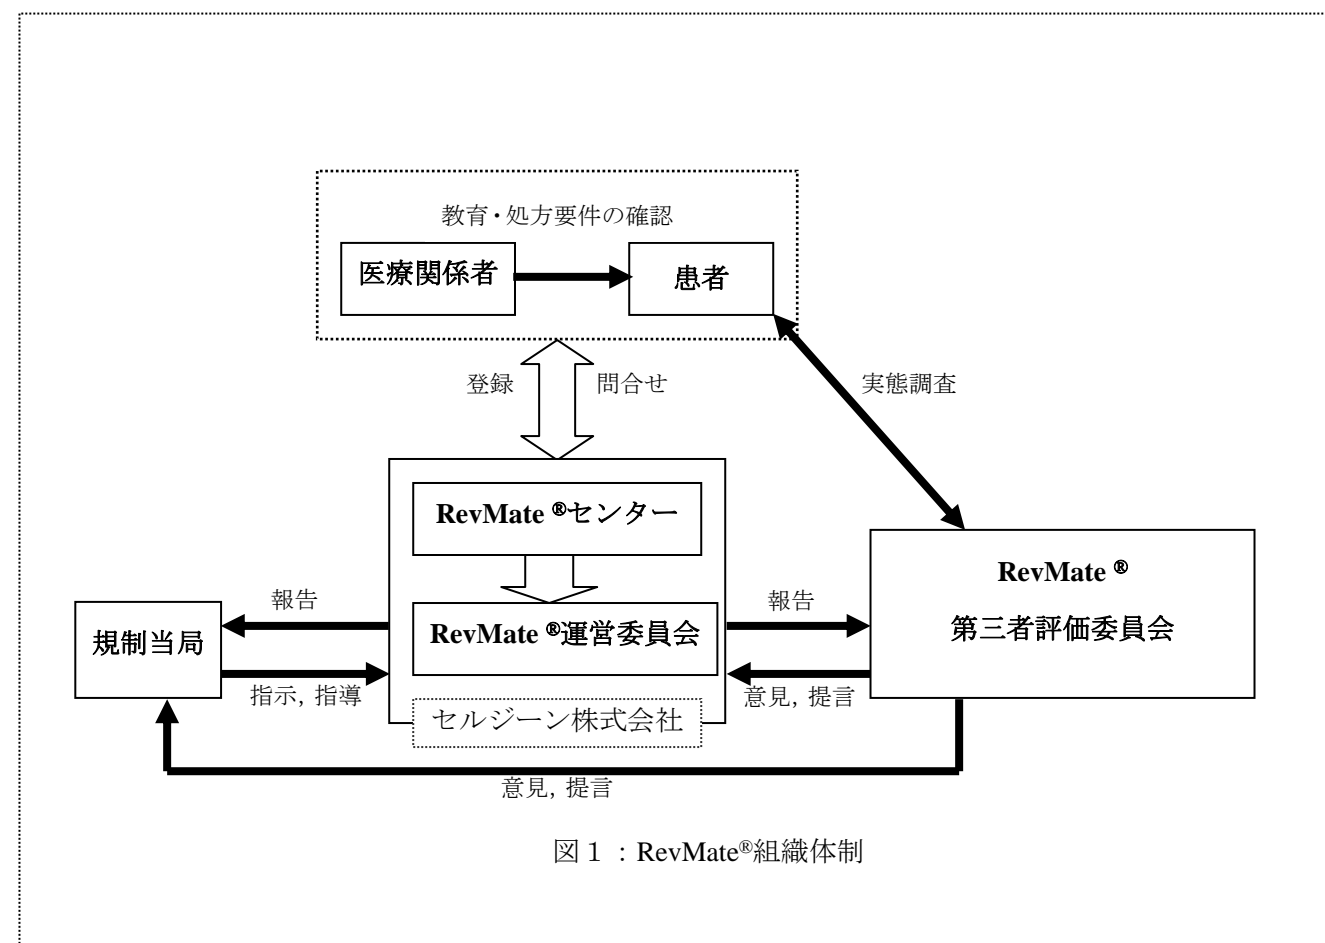 教育・処方要件の確認
医療関係者
患者
登録
問合せ
実態調査
RevMate ®センター
RevMate ®
第三者評価委員会
報告
報告
規制当局
RevMate ®運営委員会
指示, 指導
意見, 提言
セルジーン株式会社
意見, 提言
図１：RevMate®組織体制